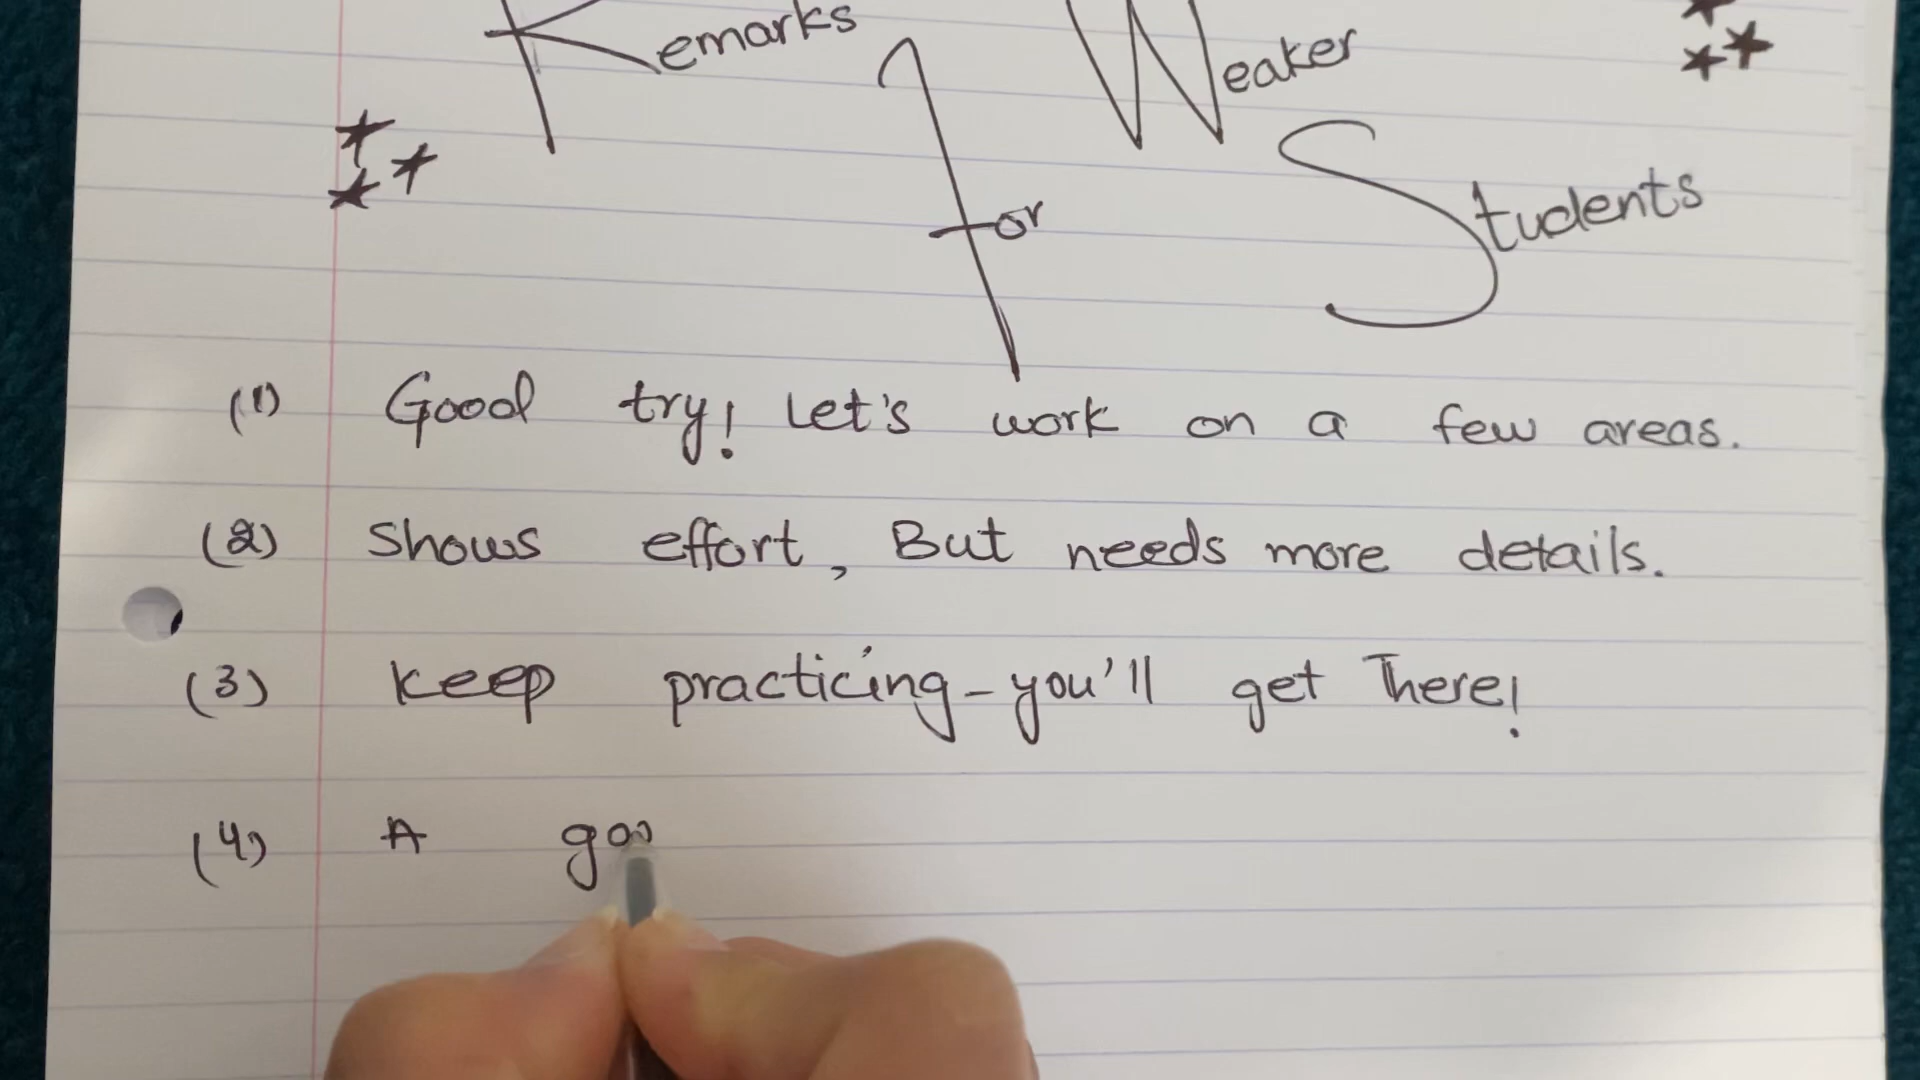 Remarks for Weaker Students
(1) Good try! Let's work on a few areas.
(2) Shows effort, But needs more details.
(3) Keep practicing-you'll get There!
(4) A goo